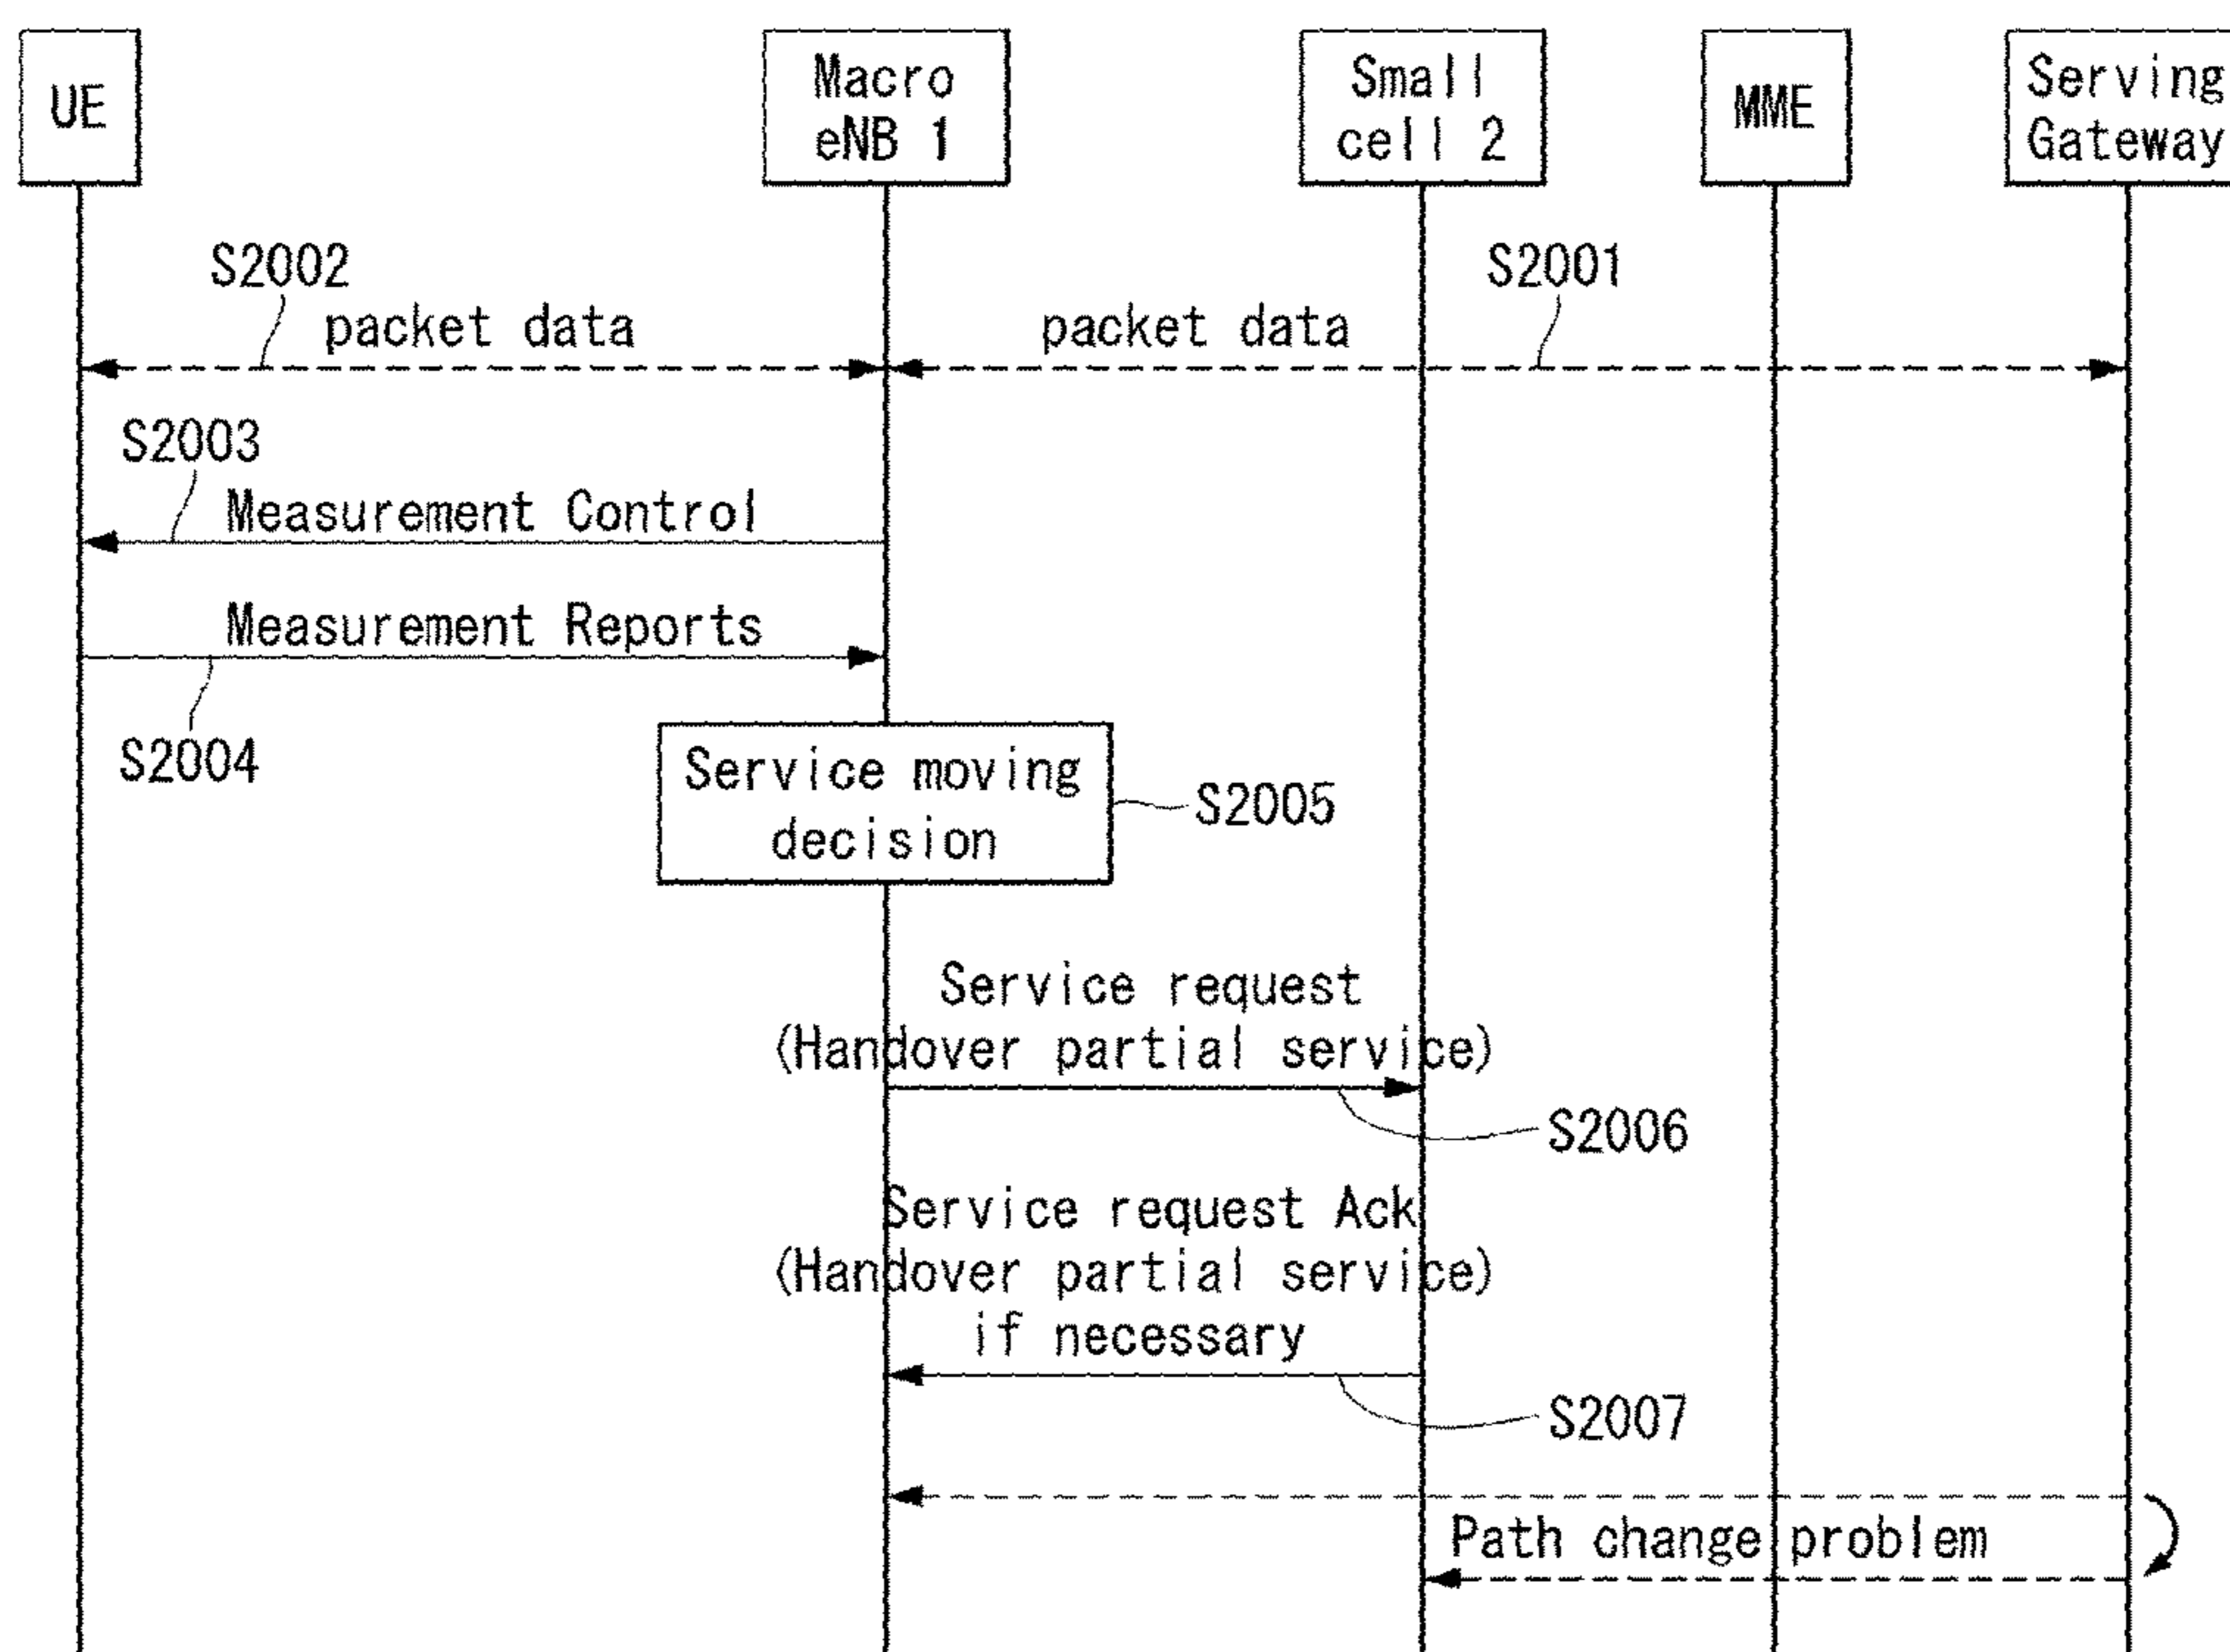 UE
Macro
eNB 1
Small
cell 2
MME
Serving
Gateway
S2002
S2001
packet data
packet data
S2003
Measurement Control
Measurement Reports
S2004
Service moving
decision
S2005
Service request
(Handover partial service)
S2006
Service request Ack
(Handover partial service)
if necessary
S2007
Path change problem